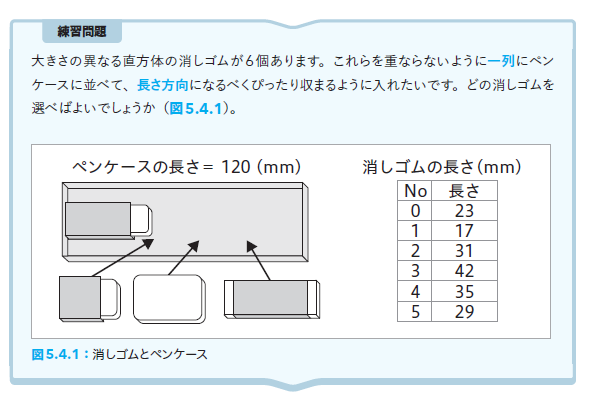 練習問題
大きさの異なる直方体の消しゴムが6個あります。これらを重ならないように一列にペン
ケースに並べて、長さ方向になるべくぴったり収まるように入れたいです。どの消しゴムを
選べばよいでしょうか（図5.4.1）。
ペンケースの長さ＝ 120 (mm)
消しゴムの長さ(mm)
No 長さ
0 23
1 17
2 31
3 42
4 35
5 29
図5.4.1：消しゴムとペンケース